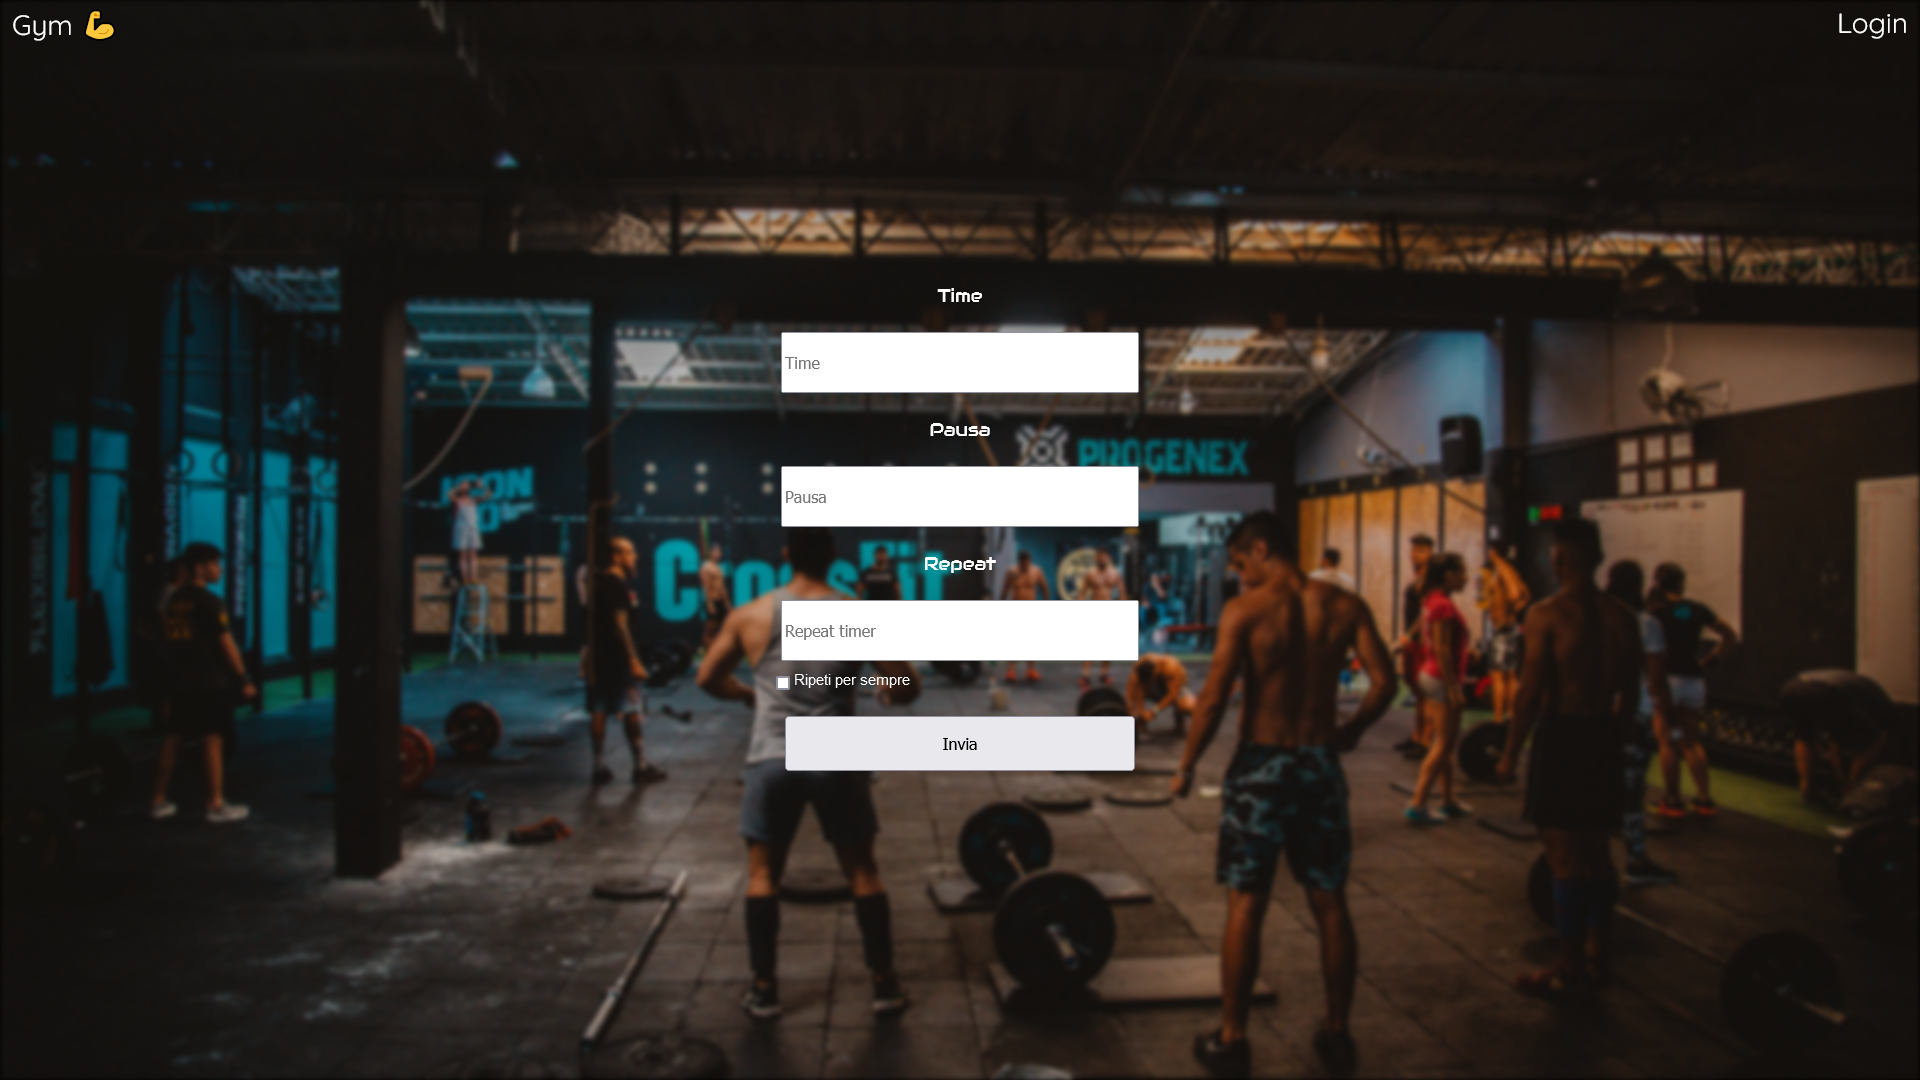 Gym 💪
Login
Time
Time
Pausa
PROGENEX
Pausa
Repeat
CrossFit
Repeat timer
Ripeti per sempre
Invia